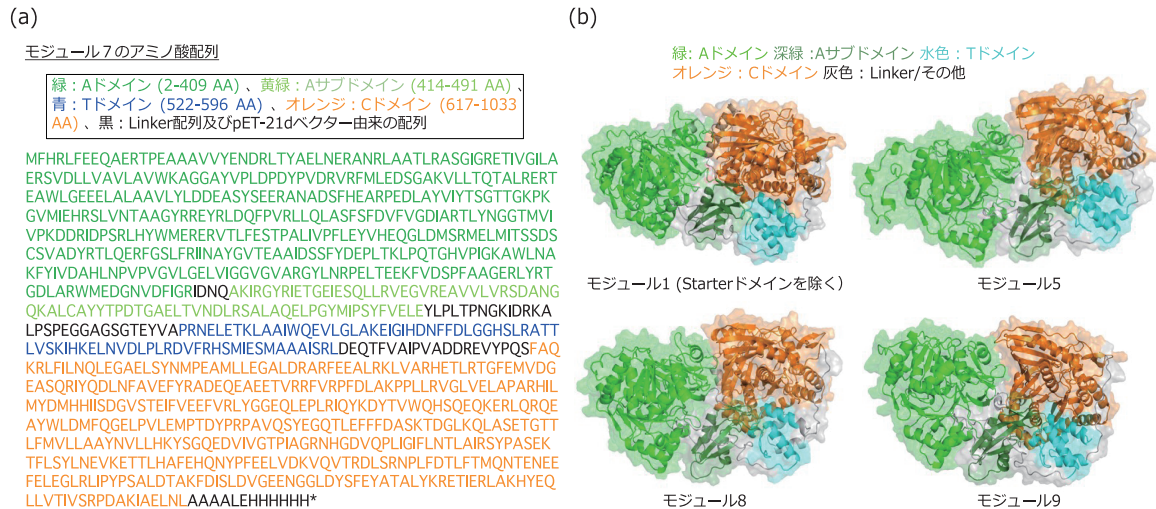 (a)
モジュール７のアミノ酸配列
緑：Aドメイン (2-409 AA) 、黄緑：Aサブドメイン (414-491 AA) 、
青：Tドメイン (522-596 AA) 、オレンジ：Cドメイン (617-1033
AA) 、黒：Linker配列及びpET-21dベクター由来の配列
MFHRLFEEQAERTPEAAAVVYENDRLTYAELNERANRLAATLRASGIGRETIVGILA
ERSVDLLVAVLAVWKAGGAYVPLDPDYPVDRVRFMLEDSGAKVLLTQTALRERT
EAWLGEEELALAAVLYLDDEASYSEERANADSFHEARPEDLAYVIYTSGTTGKPK
GVMIEHRSLVNTAAGYRREYRLDQFPVRLLQLASFSFDVFVGDIARTLYNGGTMVI
VPKDDRIDPSRLHYWMERERVTLFESTPALIVPFLEYVHEQGLDMSRMELMITSSDS
CSVADYRTLQERFGSLFRIINAYGVTEAAIDSSFYDEPLTKLPQTGHVPIGKAWLNA
KFYIVDAHLNPVPVGVLGELVIGGVGVARGYLNRPELTEEKFVDSPFAAGERLYRT
GDLARWMEDGNVDFIGRIDNQAKIRGYRIETGEIESQLLRVEGVREAVVLVRSDANG
QKALCAYYTPDTGAELTVNDLRSALAQELPGYMIPSYFVELEYLPLTPNGKIDRKA
LPSPEGGAGSGTEYVAPRNELETKLAAIWQEVLGLAKEIGIHDNFFDLGGHSLRATT
LVSKIHKELNVDLPLRDVFRHSMIESMAAAISRLDEQTFVAIPVADDREVYPQSFAQ
KRLFILNQLEGAELSYNMPEAMLLEGALDRARFEEALRKLVARHETLRTGFEMVDG
EASQRIYQDLNFAVEFYRADEQEAEETVRRFVRPFDLAKPPLLRVGLVELAPARHIL
MYDMHHIISDGVSTEIFVEEFVRLYGGEQLEPLRIQYKDYTVWQHSQEQKERLQRQE
AYWLDMFQGELPVLEMPTDYPRPAVQSYEGQTLEFFFDASKTDGLKQLASETGTT
LFMVLLAAYNVLLHKYSGQEDVIVGTPIAGRNHGDVQPLIGIFLNTLAIRSYPASEK
TFLSYLNEVKETTLHAFEHQNYPFEELVDKVQVTRDLSRNPLFDTLFTMQNTENEE
FELEGLRLIPYPSALDTAKFDISLDVGEENGGLDYSFEYATALYKRETIERLAKHYEQ
LLVTIVSRPDAKIAELNLAAAALEHHHHHH*
(b)
緑: Aドメイン 深緑 :Aサブドメイン 水色：Tドメイン
オレンジ：Cドメイン 灰色：Linker/その他
モジュール1 (Starterドメインを除く)
モジュール5
モジュール8
モジュール9